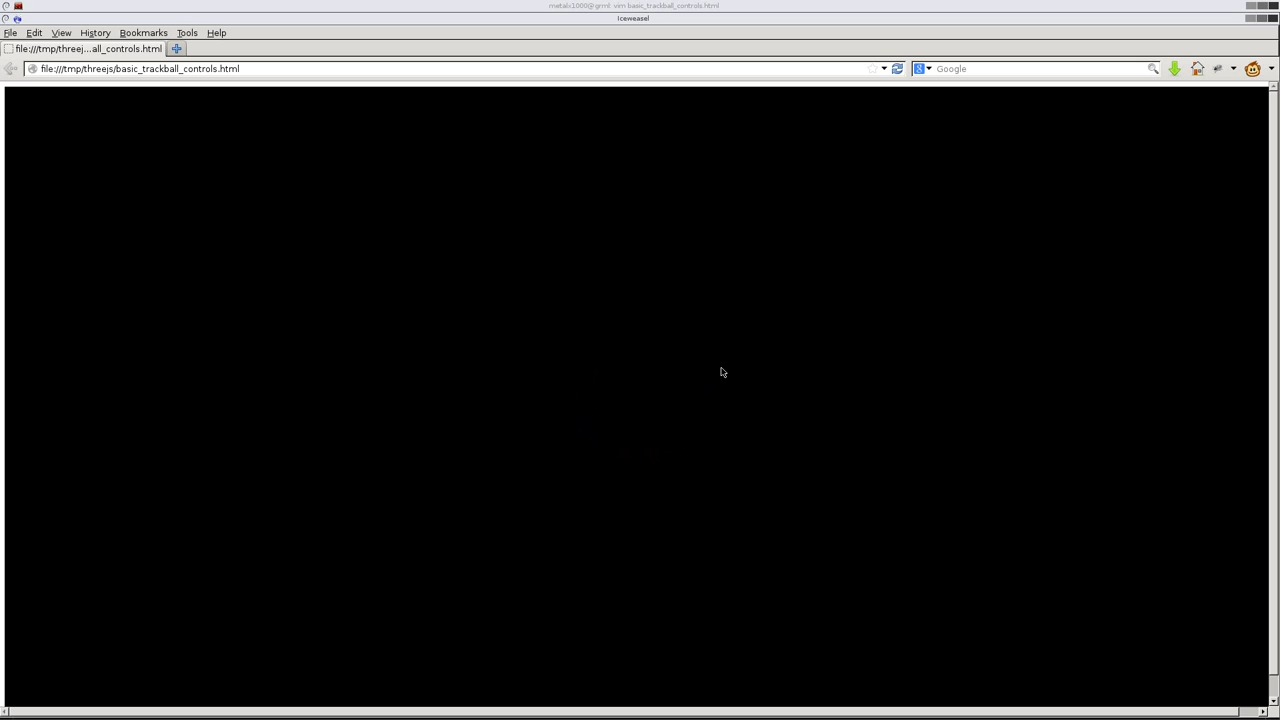 metalx1000@grml: vim basic_trackball_controls.html
Iceweasel
File Edit View History Bookmarks Tools Help
file:///tmp/threej...all_controls.html
file:///tmp/threejs/basic_trackball_controls.html
Google